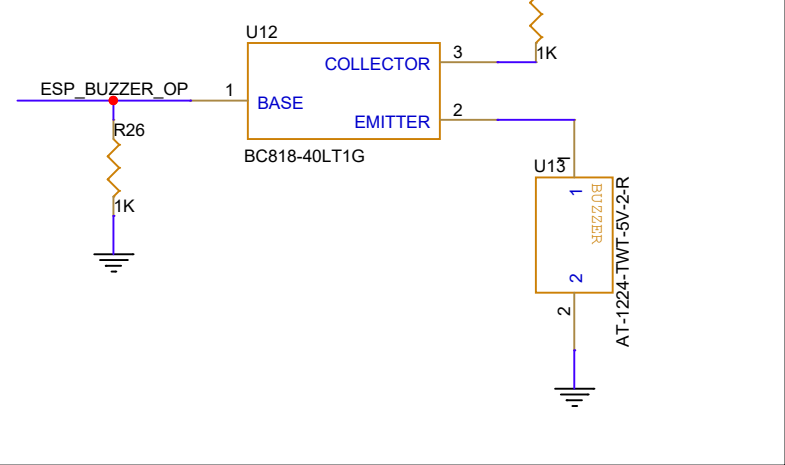 U12
1K
COLLECTOR
3
ESP_BUZZER_OP
1
BASE
2
EMITTER
R26
BC818-40LT1G
U13
1
1
BUZZER
1K
2
2
AT-1224-TWT-5V-2-R